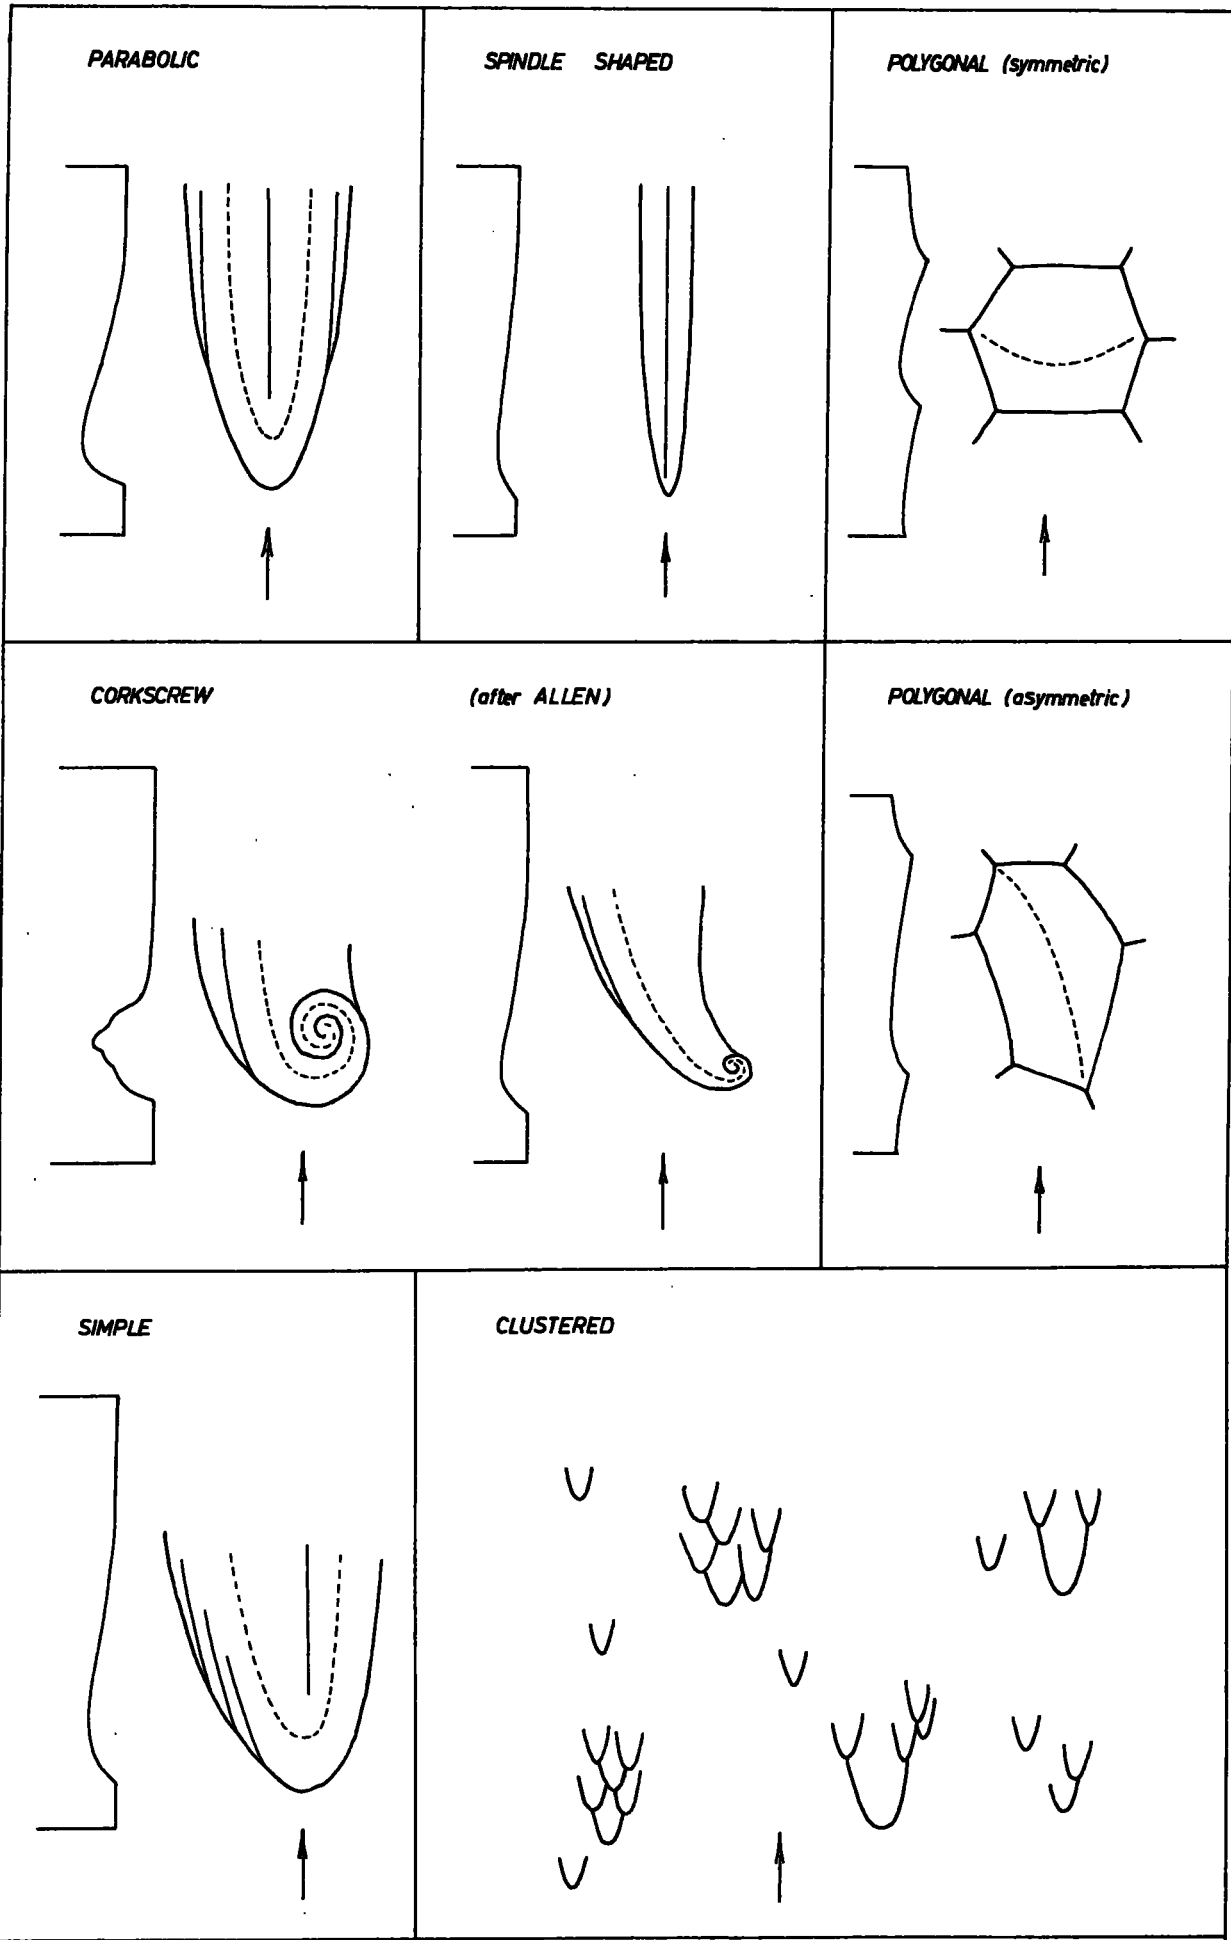 PARABOLIC
SPINDLE SHAPED
POLYGONAL (symmetric)
CORKSCREW
(after ALLEN)
POLYGONAL (asymmetric)
SIMPLE
CLUSTERED